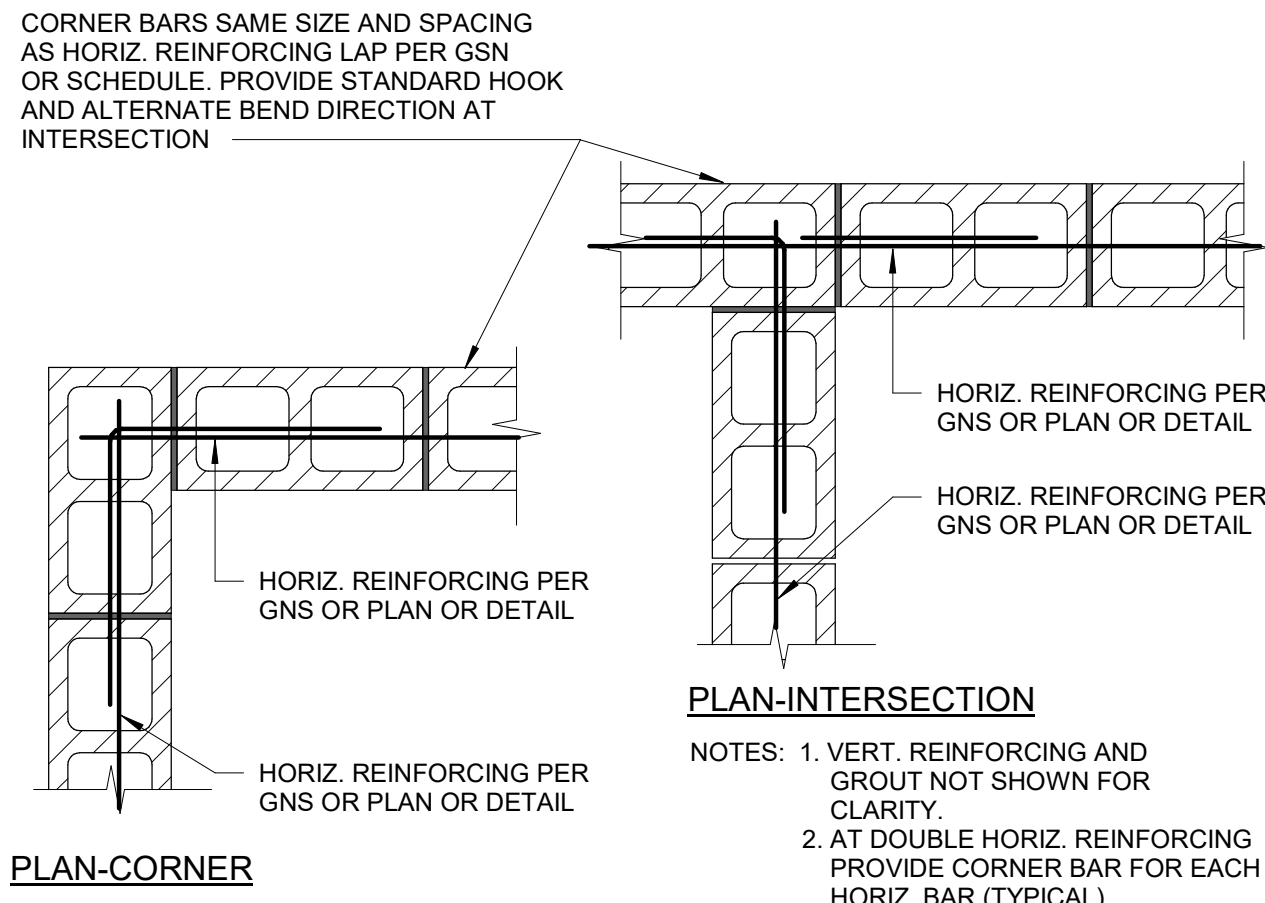 CORNER BARS SAME SIZE AND SPACING
AS HORIZ. REINFORCING LAP PER GSN
OR SCHEDULE. PROVIDE STANDARD HOOK
AND ALTERNATE BEND DIRECTION AT
INTERSECTION
HORIZ. REINFORCING PER
GNS OR PLAN OR DETAIL
HORIZ. REINFORCING PER
GNS OR PLAN OR DETAIL
PLAN-CORNER
HORIZ. REINFORCING PER
GNS OR PLAN OR DETAIL
HORIZ. REINFORCING PER
GNS OR PLAN OR DETAIL
PLAN-INTERSECTION
NOTES: 1. VERT. REINFORCING AND
GROUT NOT SHOWN FOR
CLARITY.
2. AT DOUBLE HORIZ. REINFORCING
PROVIDE CORNER BAR FOR EACH
HORIZ. BAR (TYPICAL)